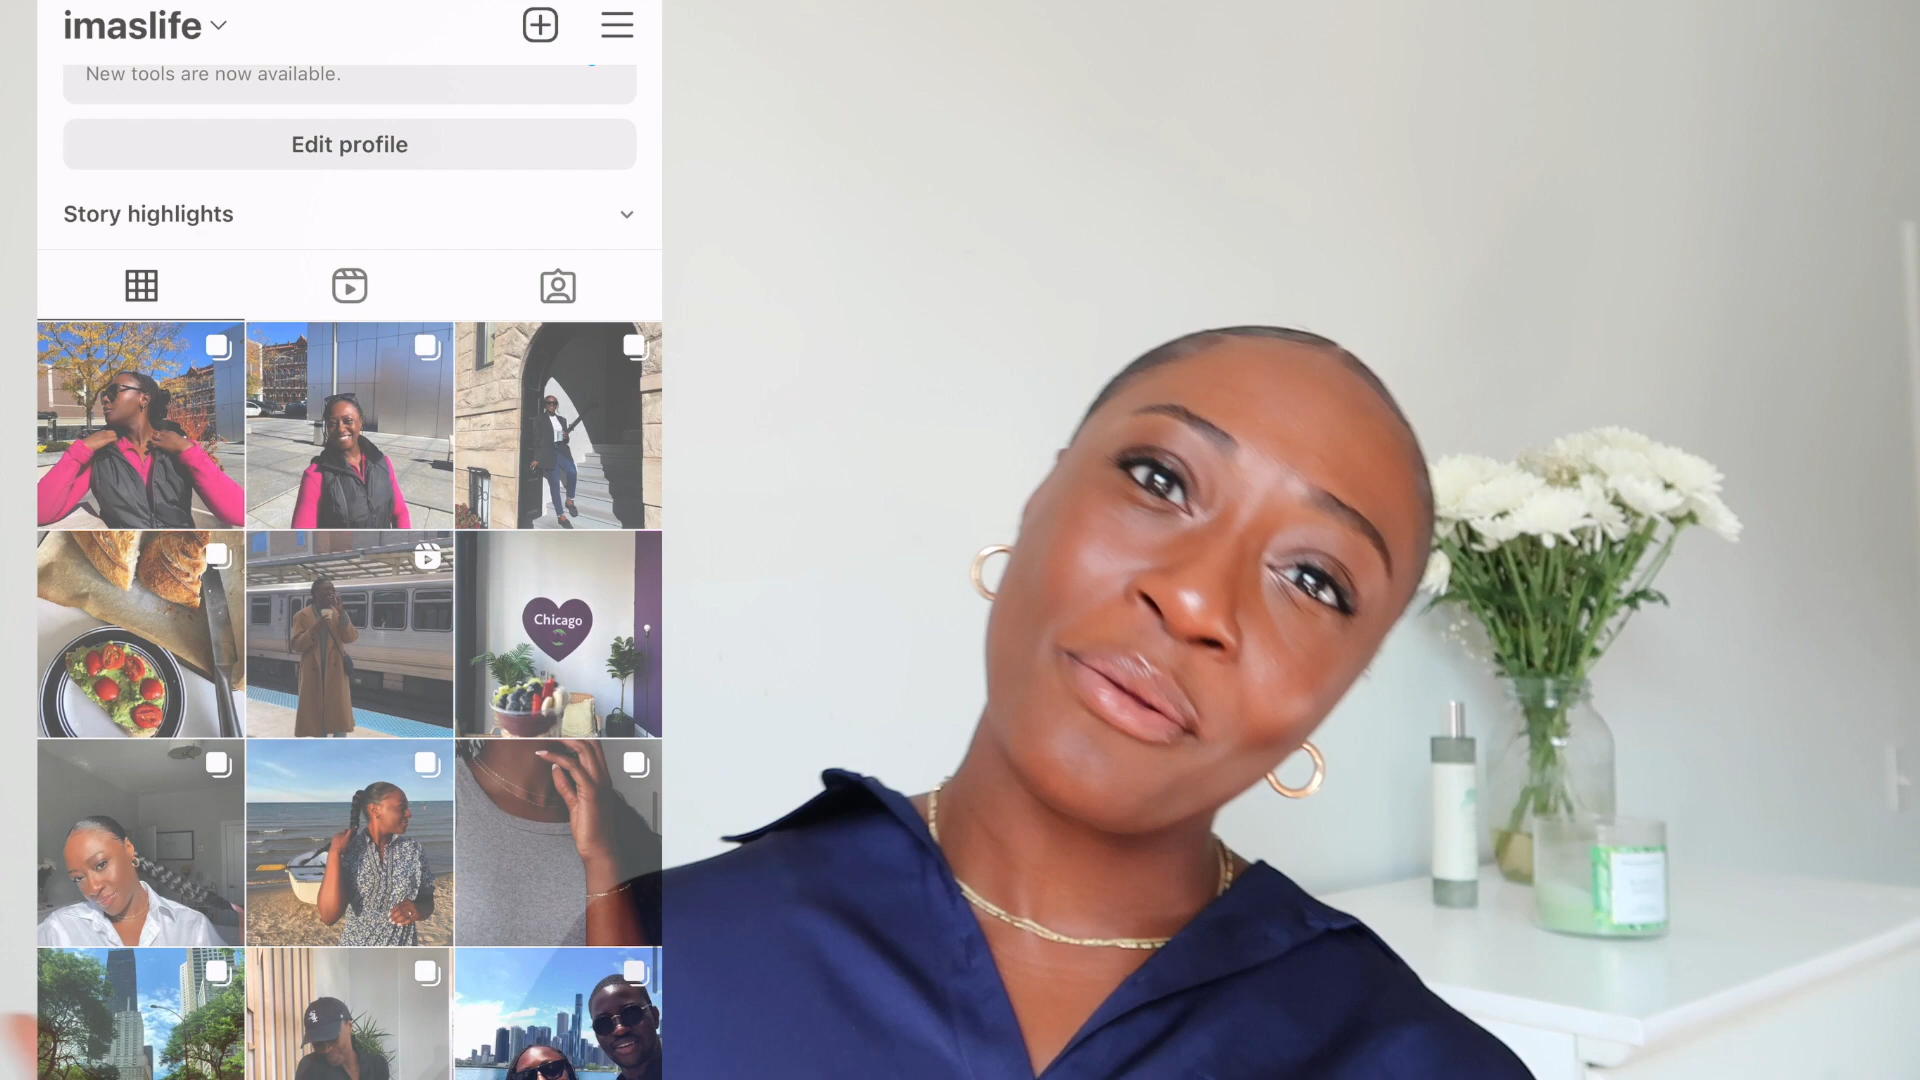 imaslife
New tools are now available.
Edit profile
Story highlights
Chicago